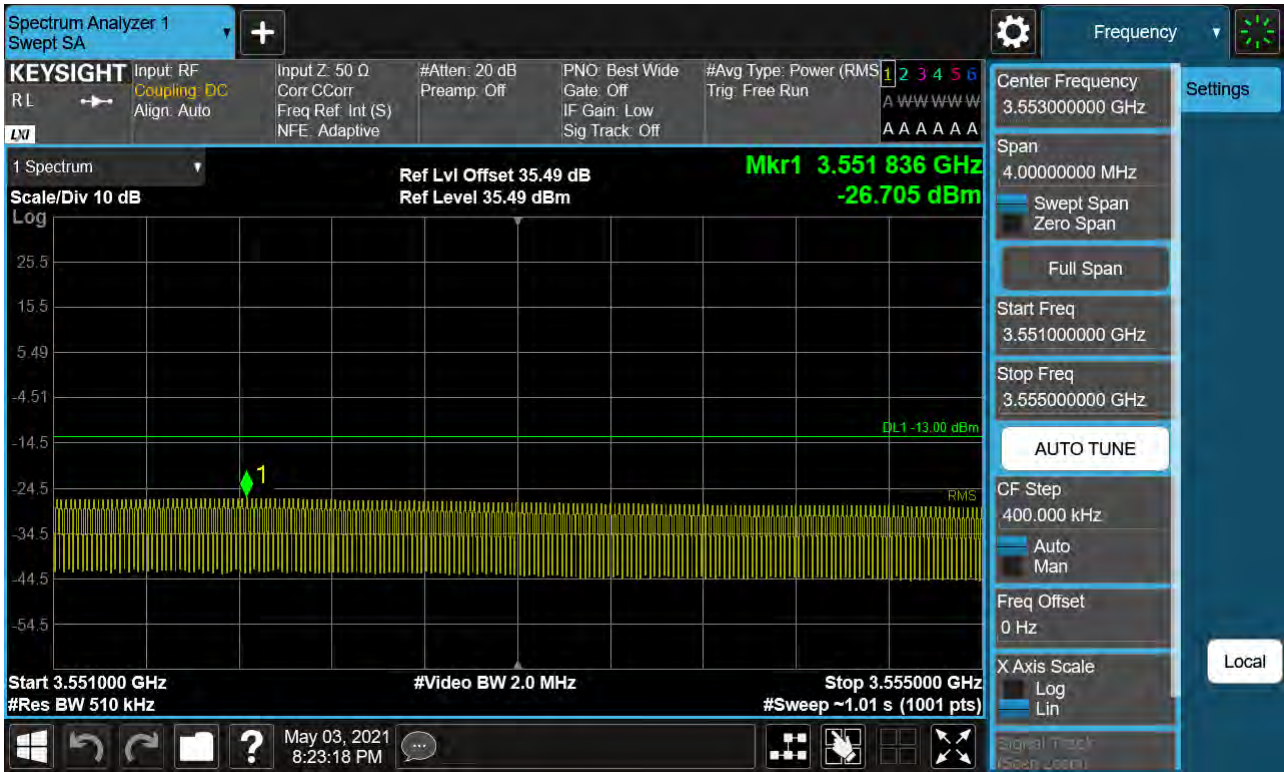 Spectrum Analyzer 1
Swept SA
+
Frequency
KEYSIGHT
RL
LXI
Input: RF
Coupling: DC
Align: Auto
Input Z: 50 Ω
Corr CCorr
Freq Ref: Int (S)
NFE: Adaptive
#Atten: 20 dB
Preamp: Off
PNO: Best Wide
Gate: Off
IF Gain: Low
Sig Track: Off
#Avg Type: Power (RMS
Trig: Free Run
1 2 3 4 5 6
A W W W W W
A A A A A A
1 Spectrum
Scale/Div 10 dB
Log
Ref Lvl Offset 35.49 dB
Ref Level 35.49 dBm
Mkr1 3.551 836 GHz
-26.705 dBm
25.5
15.5
5.49
-4.51
-14.5
-24.5
-34.5
-44.5
-54.5
DL1 -13.00 dBm
1
RMS
Start 3.551000 GHz
#Res BW 510 kHz
#Video BW 2.0 MHz
Stop 3.555000 GHz
#Sweep ~1.01 s (1001 pts)
Center Frequency
3.553000000 GHz
Span
4.00000000 MHz
Swept Span
Zero Span
Full Span
Start Freq
3.551000000 GHz
Stop Freq
3.555000000 GHz
AUTO TUNE
CF Step
400.000 kHz
Auto
Man
Freq Offset
0 Hz
X Axis Scale
Log
Lin
Signal Track
(Span Zoom)
Settings
Local
?
May 03, 2021
8:23:18 PM